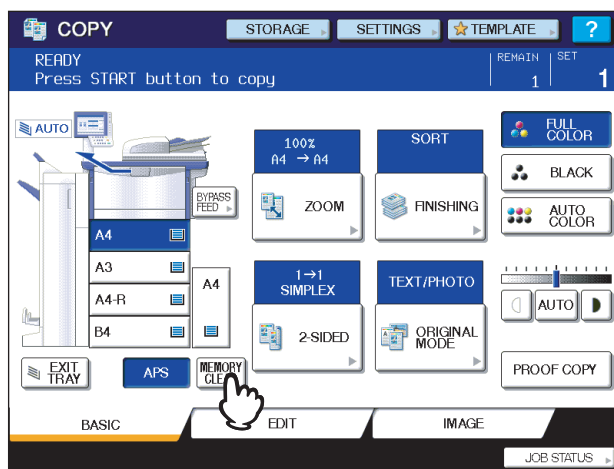 COPY
STORAGE
SETTINGS
TEMPLATE
?
READY
Press START button to copy
REMAIN
1
SET
1
AUTO
BYPASS
FEED
A4
A3
A4-R
B4
A4
EXIT
TRAY
APS
MEMORY
100%
A4 → A4
ZOOM
SORT
FINISHING
1→1
SIMPLEX
2-SIDED
TEXT/PHOTO
ORIGINAL
MODE
FULL
COLOR
BLACK
AUTO
COLOR
AUTO
PROOF COPY
BASIC
EDIT
IMAGE
JOB STATUS